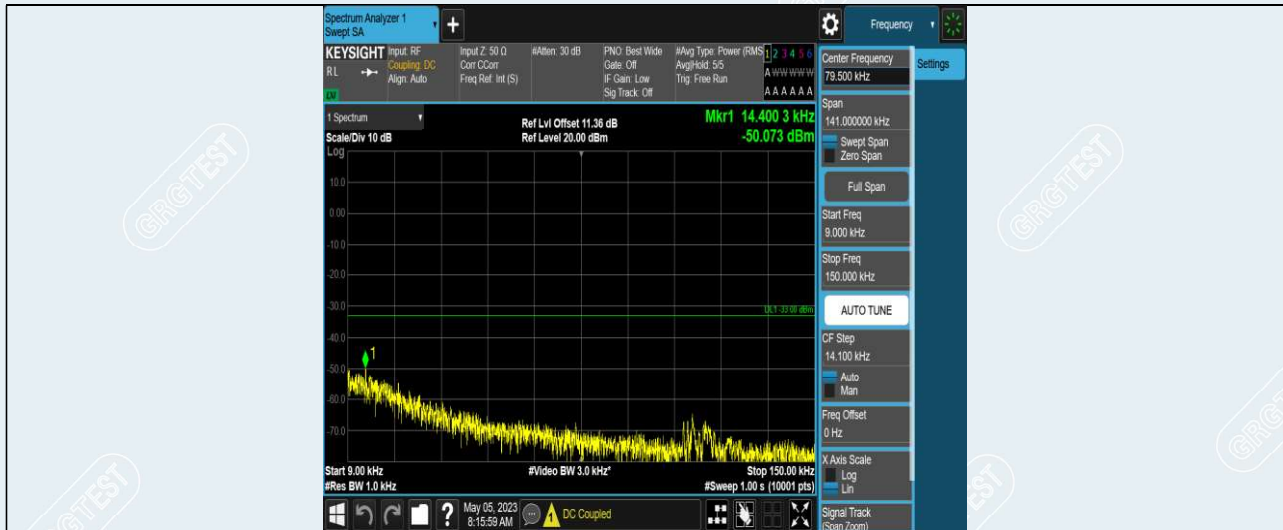 Spectrum Analyzer 1
Swept SA
+
Frequency
KEYSIGHT
RL
Input: RF
Coupling: DC
Align: Auto
Input Z: 50 Ω
Corr CCorr
Freq Ref: Int (S)
#Atten: 30 dB
PNO: Best Wide
Gate: Off
IF Gain: Low
Sig Track: Off
#Avg Type: Power (RMS
Avg|Hold: 5/5
Trig: Free Run
1 2 3 4 5 6
A W W W W W
A A A A A A
1 Spectrum
Scale/Div 10 dB
Ref Lvl Offset 11.36 dB
Ref Level 20.00 dBm
Mkr1 14.400 3 kHz
-50.073 dBm
Log
10.0
0.00
-10.0
-20.0
-30.0
DL1 -33.00 dBm
-40.0
1
-50.0
-60.0
-70.0
Start 9.00 kHz
#Res BW 1.0 kHz
#Video BW 3.0 kHz*
Stop 150.00 kHz
#Sweep 1.00 s (10001 pts)
Center Frequency
79.500 kHz
Settings
Span
141.000000 kHz
Swept Span
Zero Span
Full Span
Start Freq
9.000 kHz
Stop Freq
150.000 kHz
AUTO TUNE
CF Step
14.100 kHz
Auto
Man
Freq Offset
0 Hz
X Axis Scale
Log
Lin
Signal Track
(Span Zoom)
?
May 05, 2023
8:15:59 AM
DC Coupled
GRGTEST
GRGTEST
GRGTEST
GRGTEST